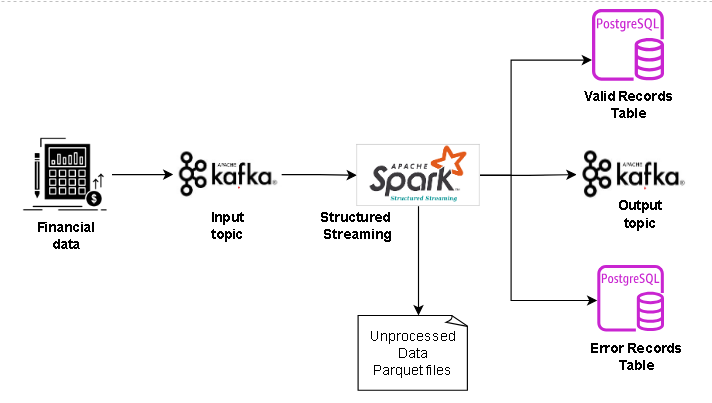 PostgreSQL
Valid Records
Table
$
Financial
data
APACHE
kafka®
Input
topic
APACHE
Spark™
Structured Streaming
Structured
Streaming
APACHE
kafka®
Output
topic
PostgreSQL
Error Records
Table
Unprocessed
Data
Parquet files